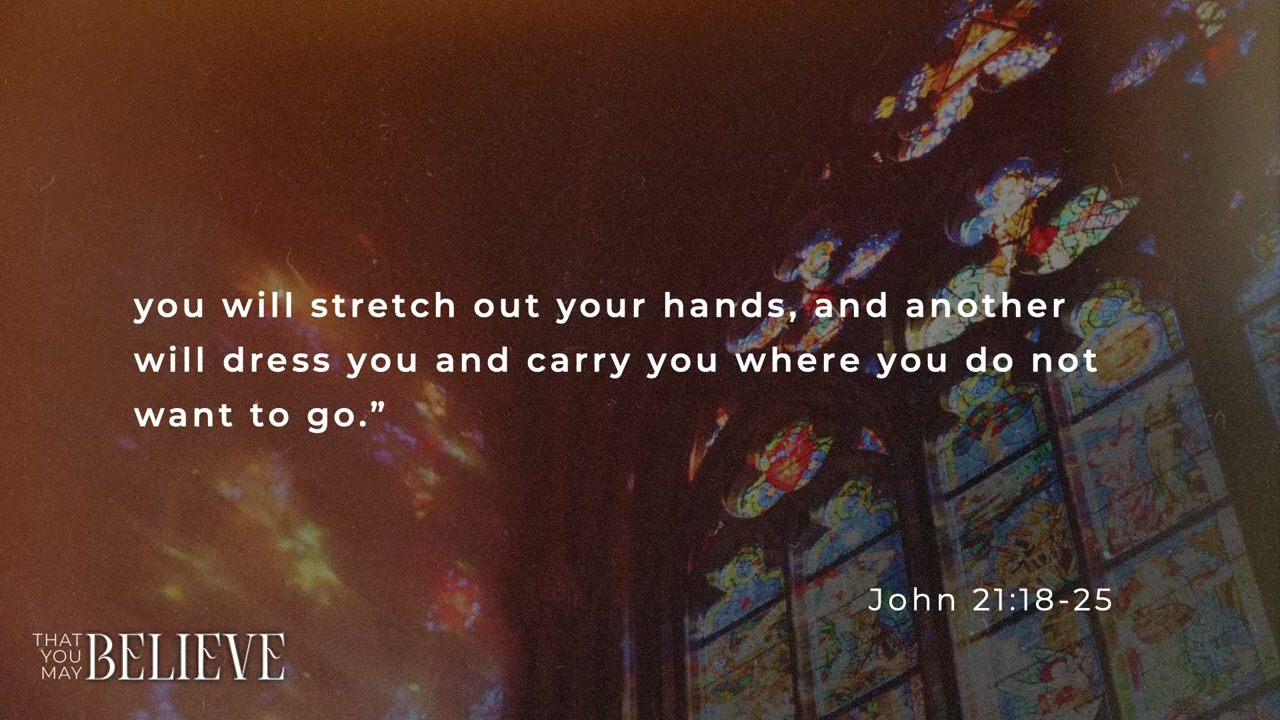 you will stretch out your hands, and another
will dress you and carry you where you do not
want to go.”
John 21:18-25
THAT
YOU
MAY
BELIEVE